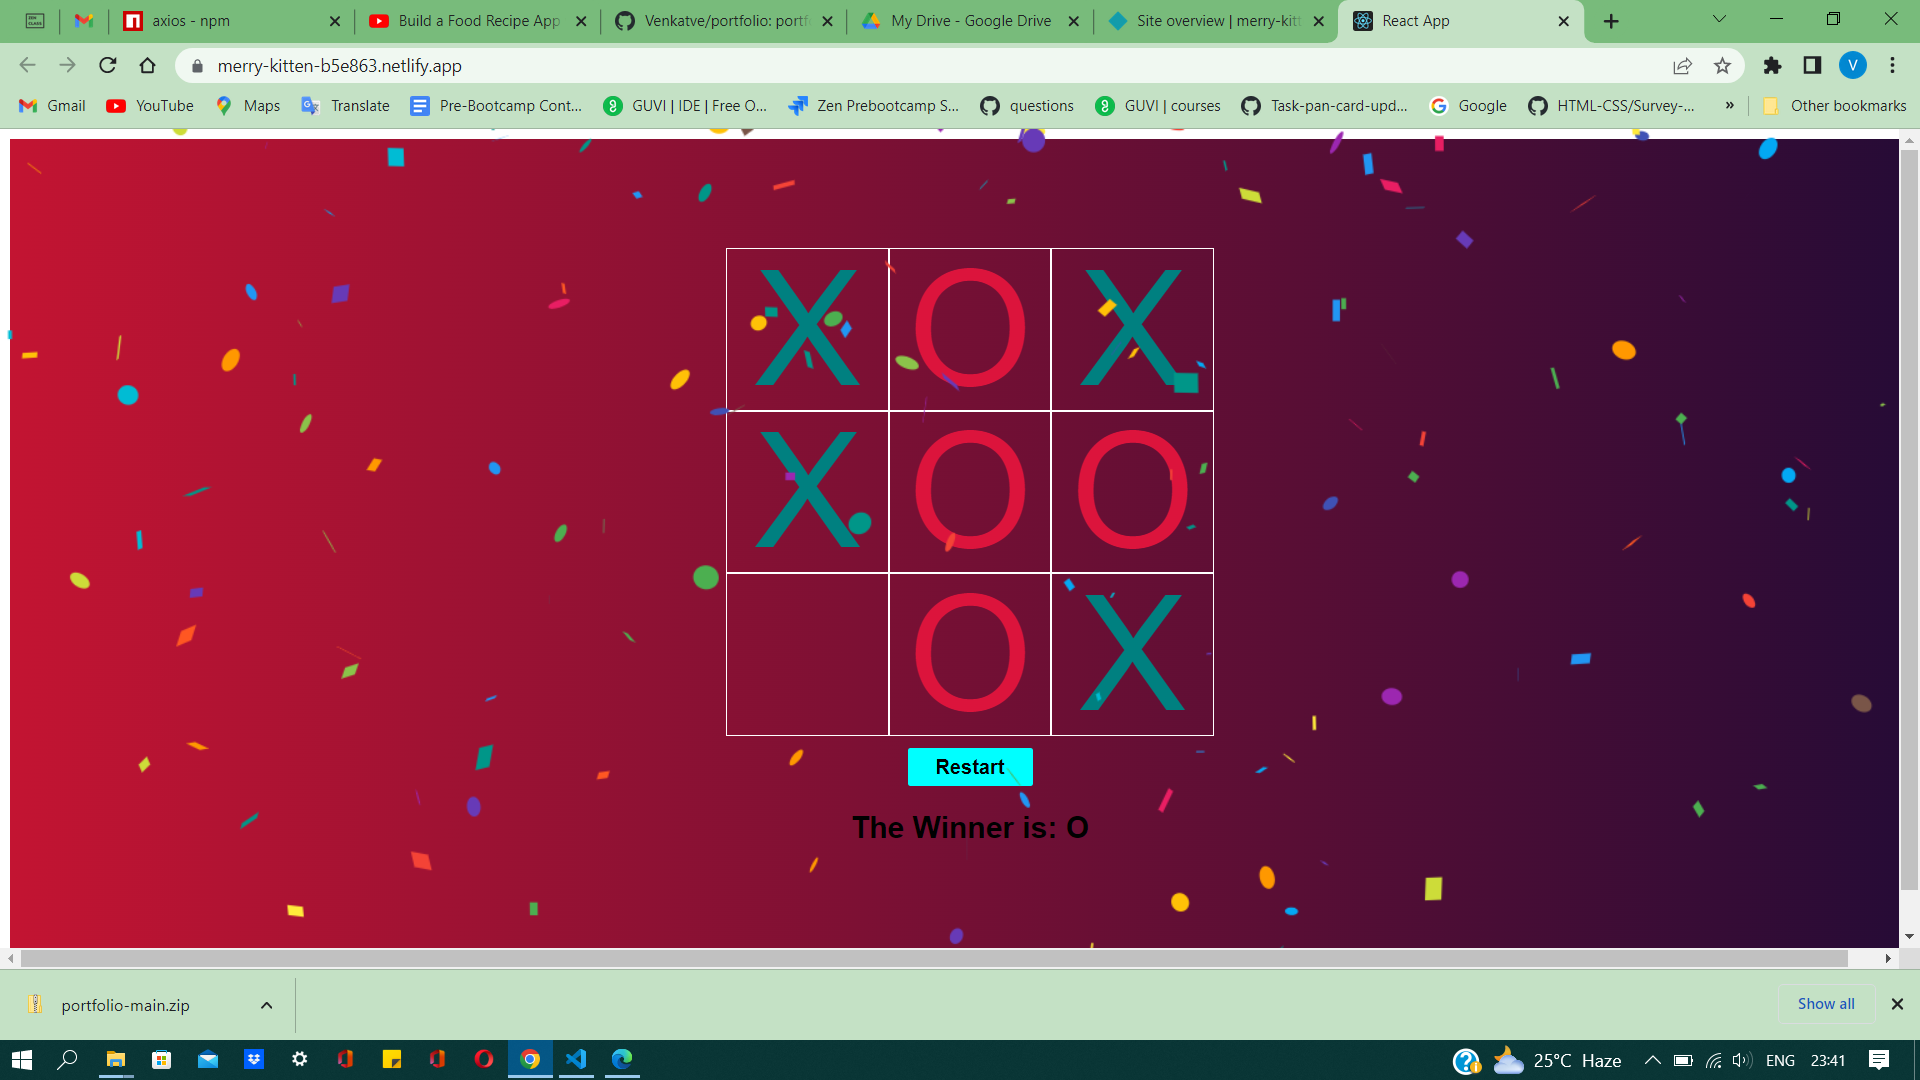 axios - npm
Build a Food Recipe App
Venkatve/portfolio: portf
My Drive - Google Drive
Site overview | merry-kitt
React App
merry-kitten-b5e863.netlify.app
V
Gmail
YouTube
Maps
Translate
Pre-Bootcamp Cont...
GUVI | IDE | Free O...
Zen Prebootcamp S...
questions
GUVI | courses
Task-pan-card-upd...
Google
HTML-CSS/Survey-...
»
Other bookmarks
X O X
X O O
O X
Restart
The Winner is: O
portfolio-main.zip
Show all
25°C Haze
ENG
23:41